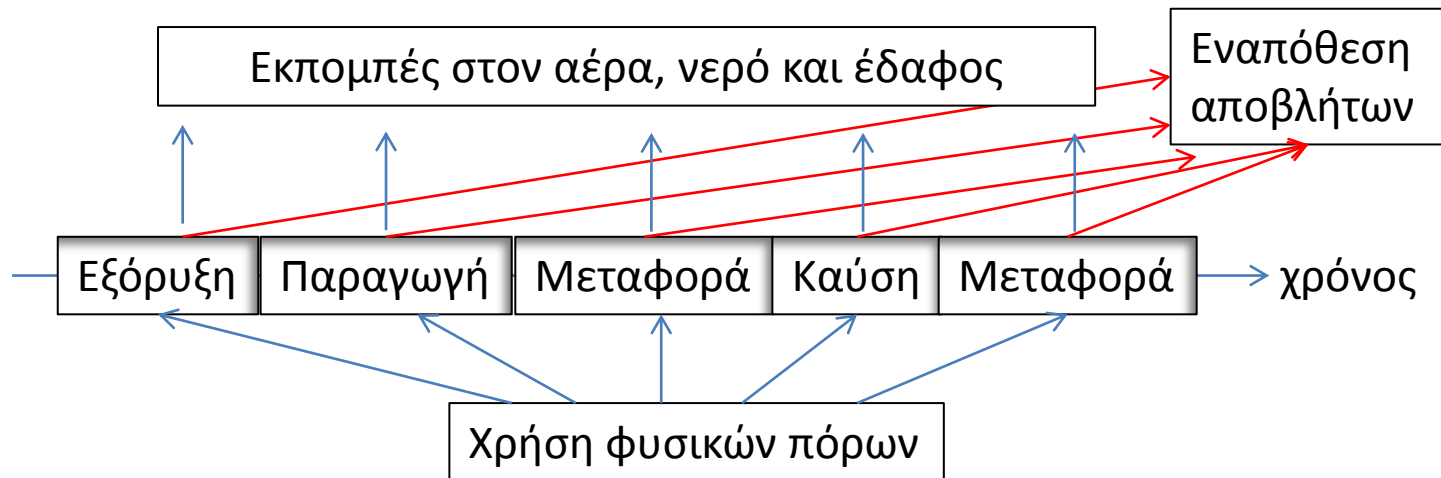 Εκπομπές στον αέρα, νερό και έδαφος
Εναπόθεση
αποβλήτων
Εξόρυξη
Παραγωγή
Μεταφορά
Καύση
Μεταφορά
χρόνος
Χρήση φυσικών πόρων